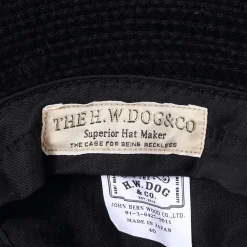 THE H.W.DOG&CO
Superior Hat Maker
THE CASE FOR BEING RECKLESS
H.W.DOG
&CO
JOHN BERN WOOD CO.,LTD
MADE IN JAPAN